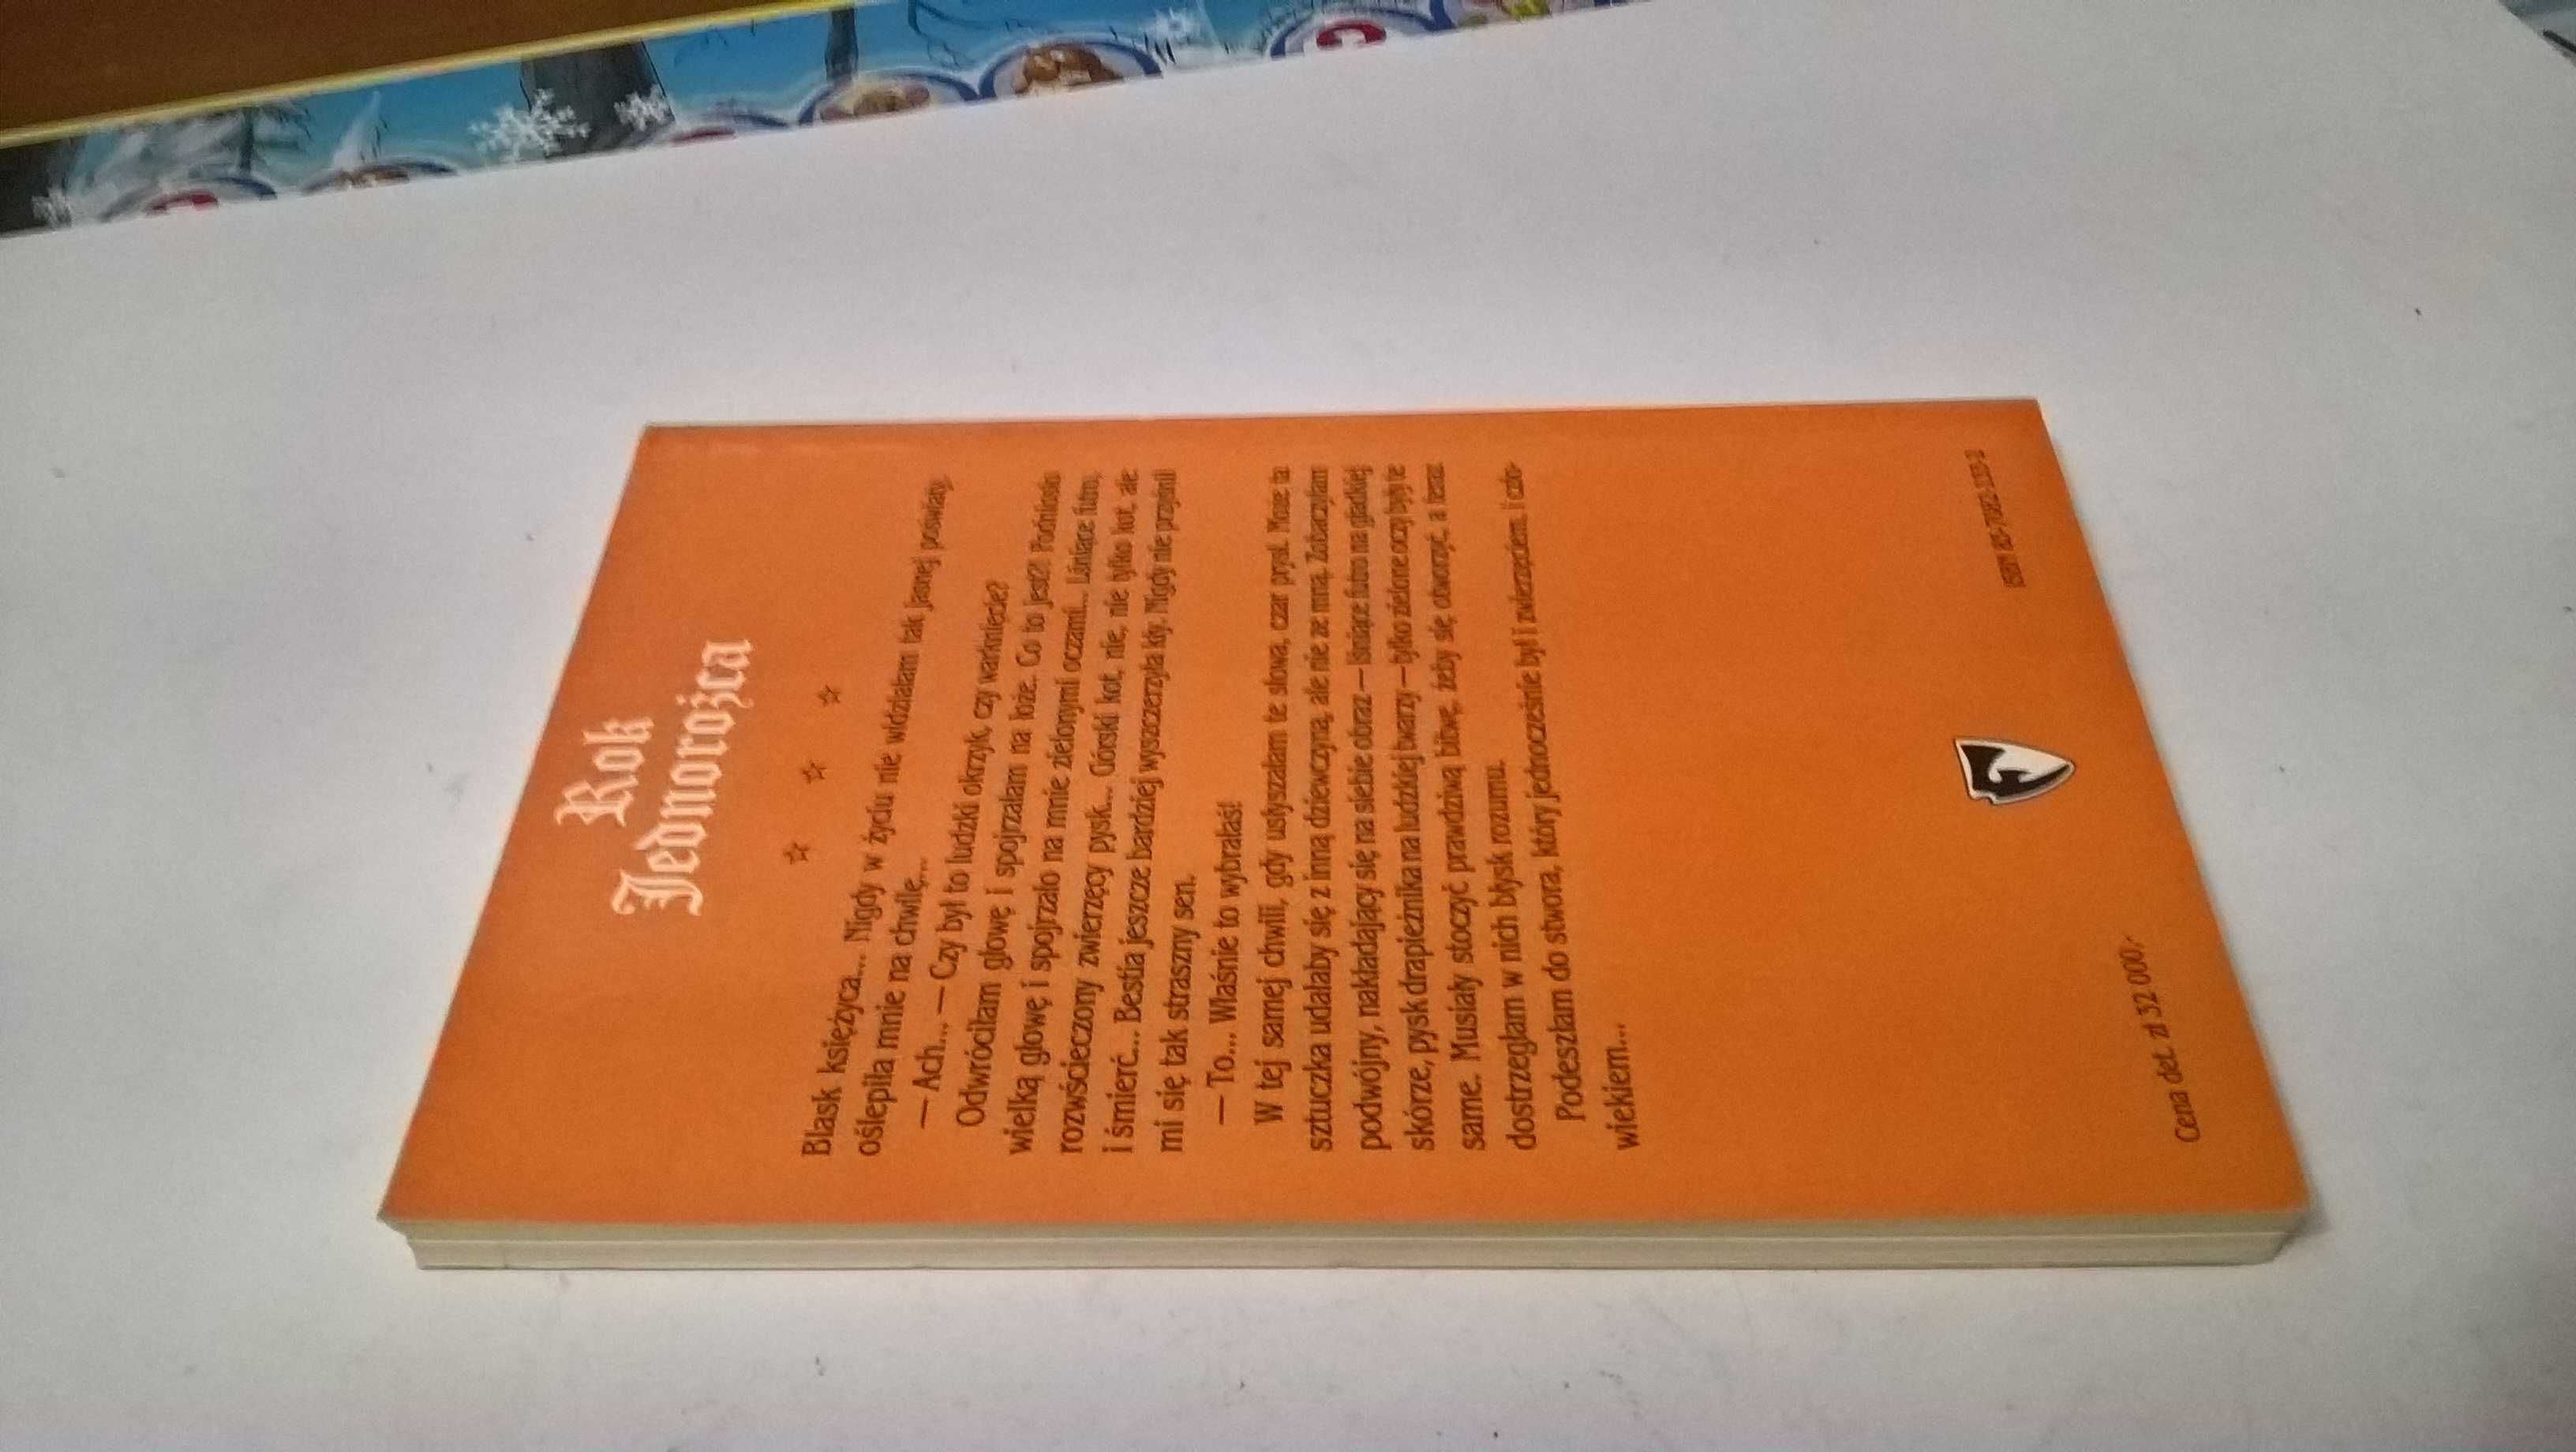 Rok
Jednorożca
☆ ☆ ☆
Blask księżyca... Nigdy w życiu nie widziałam tak jasnej poświaty,
oślepiła mnie na chwilę...
— Ach... — Czy był to ludzki okrzyk, czy warknięcie?
Odwróciłam głowę i spojrzałam na łoże. Co to jest?! Podniosło
wielką głowę i spojrzało na mnie zielonymi oczami... Lśniące futro,
rozwścieczony zwierzęcy pysk... Górski kot, nie, nie tylko kot, ale
i śmierć... Bestia jeszcze bardziej wyszczerzyła kły. Nigdy nie przyśnił
mi się tak straszny sen.
— To... Właśnie to wybrałaś!
W tej samej chwili, gdy usłyszałam te słowa, czar prysł. Może ta
sztuczka udałaby się z inną dziewczyną, ale nie ze mną. Zobaczyłam
podwójny, nakładający się na siebie obraz — lśniące futro na gładkiej
skórze, pysk drapieżnika na ludzkiej twarzy — tylko zielone oczy były te
same. Musiały stoczyć prawdziwą bitwę, żeby się otworzyć, a teraz
dostrzegłam w nich błysk rozumu.
Podeszłam do stwora, który jednocześnie był i zwierzęciem, i czło-
wiekiem...
ISBN
Cena det. zł 32 000,-